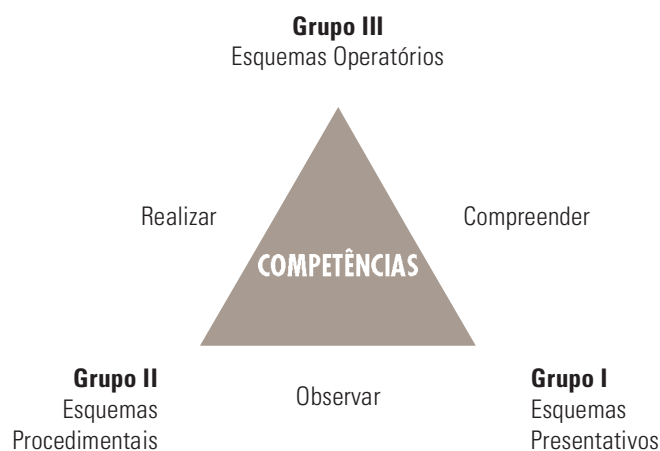 Grupo III
Esquemas Operatórios
Realizar
Compreender
COMPETÊNCIAS
Grupo II
Esquemas
Procedimentais
Observar
Grupo I
Esquemas
Presentativos